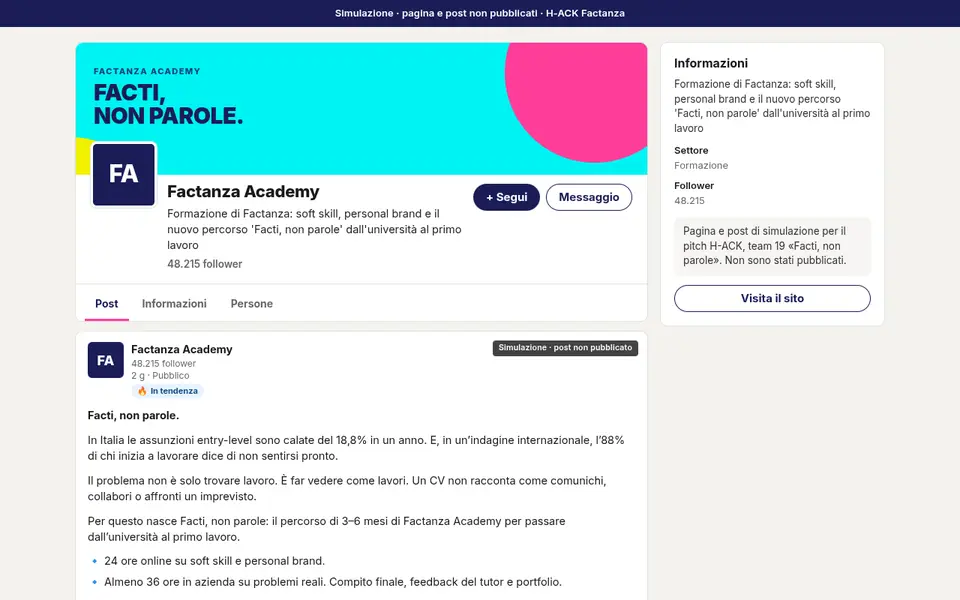 Simulazione · pagina e post non pubblicati · H-ACK Factanza
FACTANZA ACADEMY
FACTI,
NON PAROLE.
FA
Factanza Academy
Formazione di Factanza: soft skill, personal brand e il
nuovo percorso 'Facti, non parole' dall'università al primo
lavoro
48.215 follower
+ Segui
Messaggio
Post
Informazioni
Persone
FA
Factanza Academy
48.215 follower
2 g · Pubblico
🔥 In tendenza
Simulazione · post non pubblicato
Facti, non parole.
In Italia le assunzioni entry-level sono calate del 18,8% in un anno. E, in un’indagine internazionale, l’88%
di chi inizia a lavorare dice di non sentirsi pronto.
Il problema non è solo trovare lavoro. È far vedere come lavori. Un CV non racconta come comunichi,
collabori o affronti un imprevisto.
Per questo nasce Facti, non parole: il percorso di 3–6 mesi di Factanza Academy per passare
dall’università al primo lavoro.
🔹 24 ore online su soft skill e personal brand.
🔹 Almeno 36 ore in azienda su problemi reali. Compito finale, feedback del tutor e portfolio.
Informazioni
Formazione di Factanza: soft skill,
personal brand e il nuovo percorso
'Facti, non parole' dall'università al primo
lavoro
Settore
Formazione
Follower
48.215
Pagina e post di simulazione per il
pitch H-ACK, team 19 «Facti, non
parole». Non sono stati pubblicati.
Visita il sito